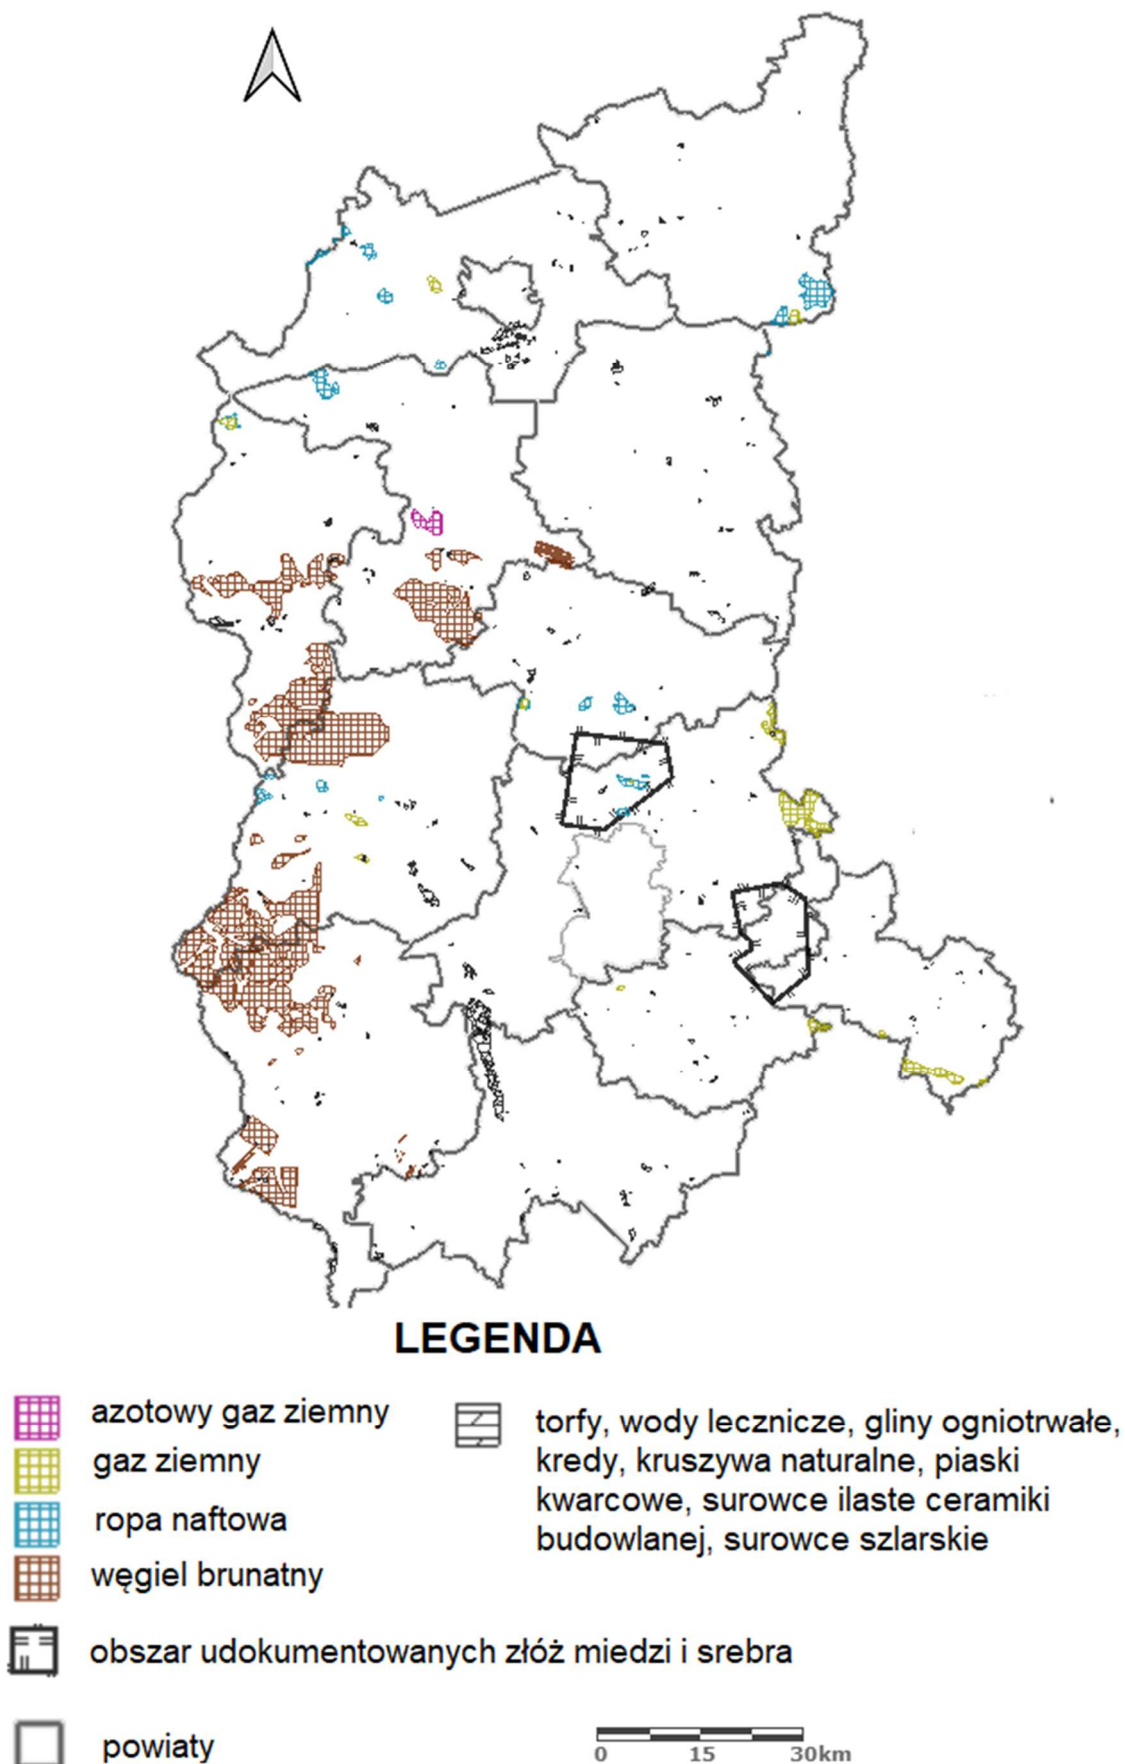 LEGENDA
azotowy gaz ziemny
gaz ziemny
ropa naftowa
węgiel brunatny
obszar udokumentowanych złóż miedzi i srebra
powiaty
torfy, wody lecznicze, gliny ogniotrwałe,
kredy, kruszywa naturalne, piaski
kwarcowe, surowce ilaste ceramiki
budowlanej, surowce szlarskie
0 15 30km